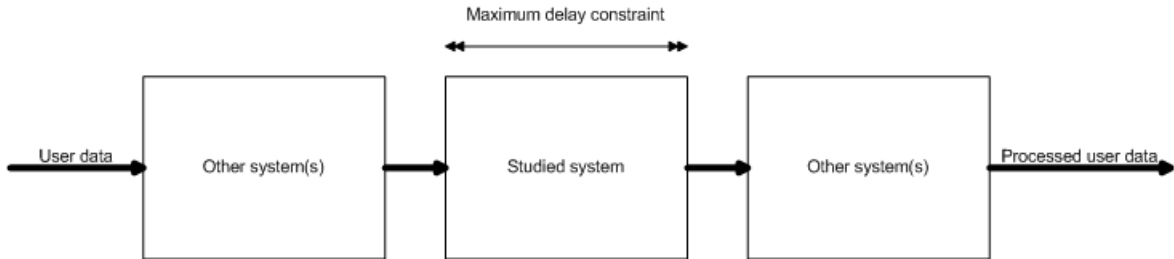 Maximum delay constraint
User data
Other system(s)
Studied system
Other system(s)
Processed user data